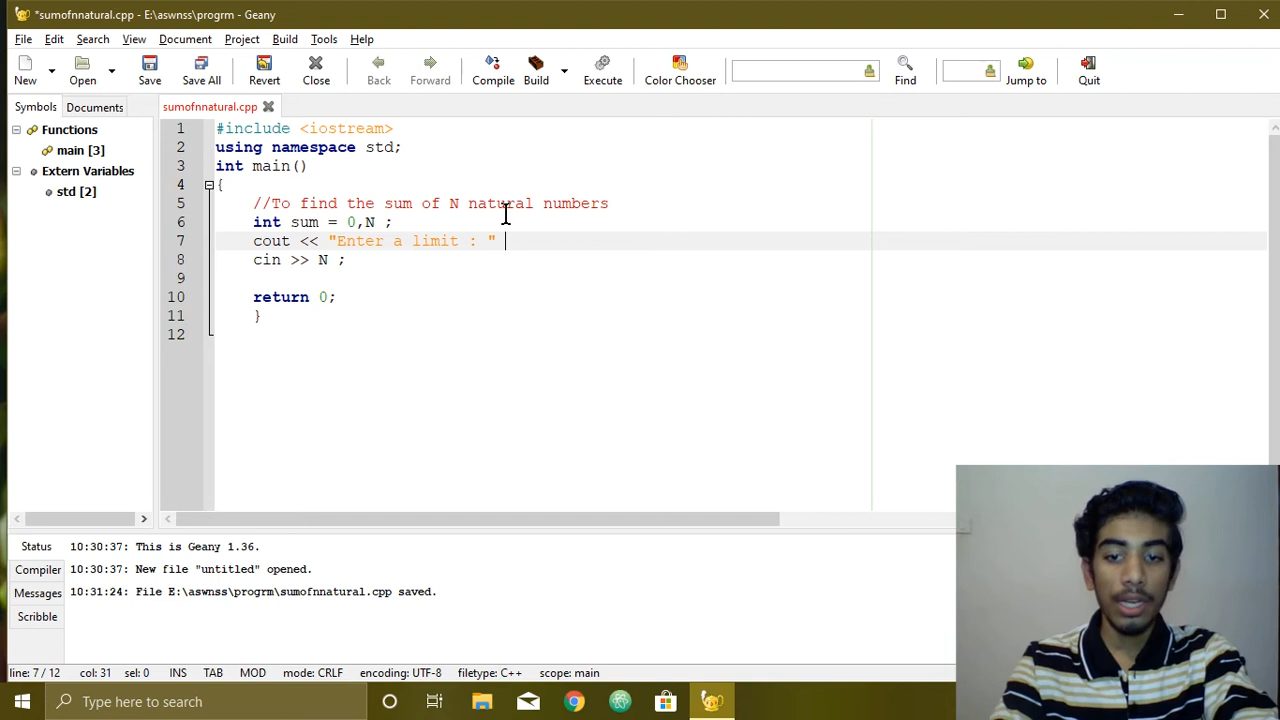 *sumofnnatural.cpp - E:\aswnss\progrm - Geany
File Edit Search View Document Project Build Tools Help
New Open Save Save All Revert Close Back Forward Compile Build Execute Color Chooser Find Jump to Quit
Symbols Documents sumofnnatural.cpp
Functions
main [3]
Extern Variables
std [2]
1 #include <iostream>
2 using namespace std;
3 int main()
4 {
5 //To find the sum of N natural numbers
6 int sum = 0,N ;
7 cout << "Enter a limit : "
8 cin >> N ;
9
10 return 0;
11 }
12
Status 10:30:37: This is Geany 1.36.
Compiler 10:30:37: New file "untitled" opened.
Messages 10:31:24: File E:\aswnss\progrm\sumofnnatural.cpp saved.
Scribble
line: 7 / 12 col: 31 sel: 0 INS TAB MOD mode: CRLF encoding: UTF-8 filetype: C++ scope: main
Type here to search